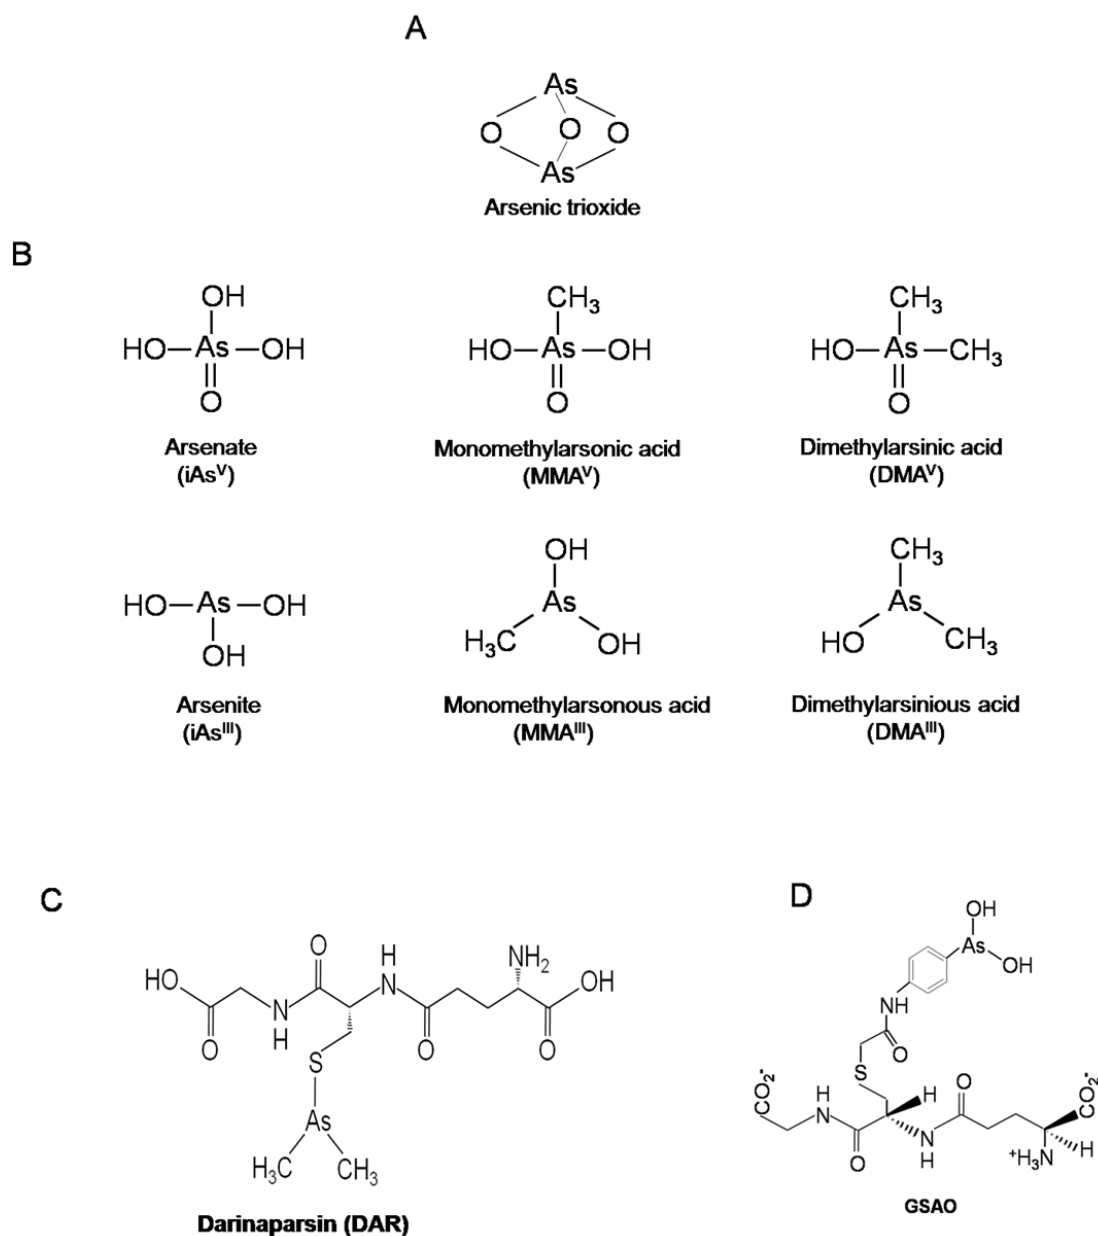 A
As
O O O
As
Arsenic trioxide
B
OH CH₃ CH₃
HO As OH HO As OH HO As CH₃
O O O
Arsenate Monomethylarsonic acid Dimethylarsinic acid
(iAsⱽ) (MMAⱽ) (DMAⱽ)
OH CH₃
HO As OH As As
OH H₃C OH HO CH₃
Arsenite Monomethylarsonous acid Dimethylarsinious acid
(iAsᴵᴵᴵ) (MMAᴵᴵᴵ) (DMAᴵᴵᴵ)
C
O H NH₂
HO N OH
N O O
O H
S
As
H₃C CH₃
Darinaparsin (DAR)
D
OH
As
OH
NH
O
S
CO₂⁻ H O CO₂⁻
N H
O N H
H ⁺H₃N
GSAO